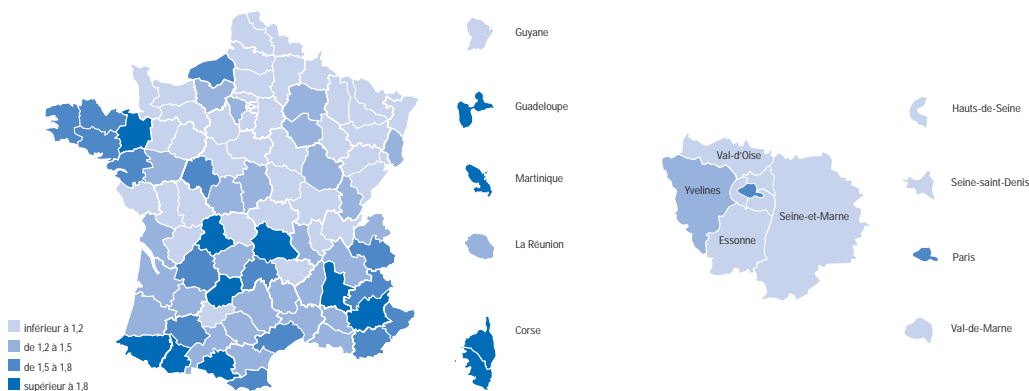 Guyane
Guadeloupe
Martinique
La Réunion
Corse
inférieur à 1,2
de 1,2 à 1,5
de 1,5 à 1,8
supérieur à 1,8
Val-d'Oise
Yvelines
Seine-et-Marne
Essonne
Hauts-de-Seine
Seine-saint-Denis
Paris
Val-de-Marne